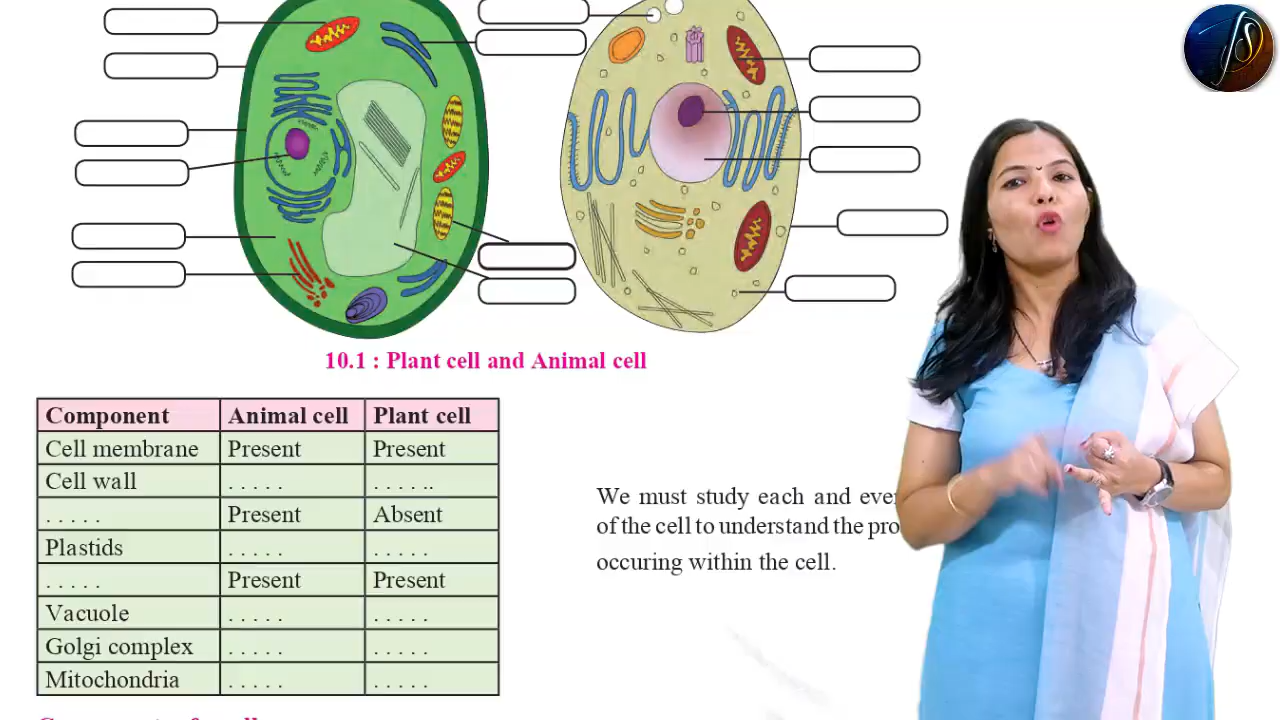 10.1 : Plant cell and Animal cell
Component Animal cell Plant cell
Cell membrane Present Present
Cell wall . . . . . . . . . ..
. . . . . Present Absent
Plastids . . . . . . . . . .
. . . . . Present Present
Vacuole . . . . . . . . . .
Golgi complex . . . . . . . . . .
Mitochondria . . . . . . . . . .
We must study each and
of the cell to understand the
occuring within the cell.